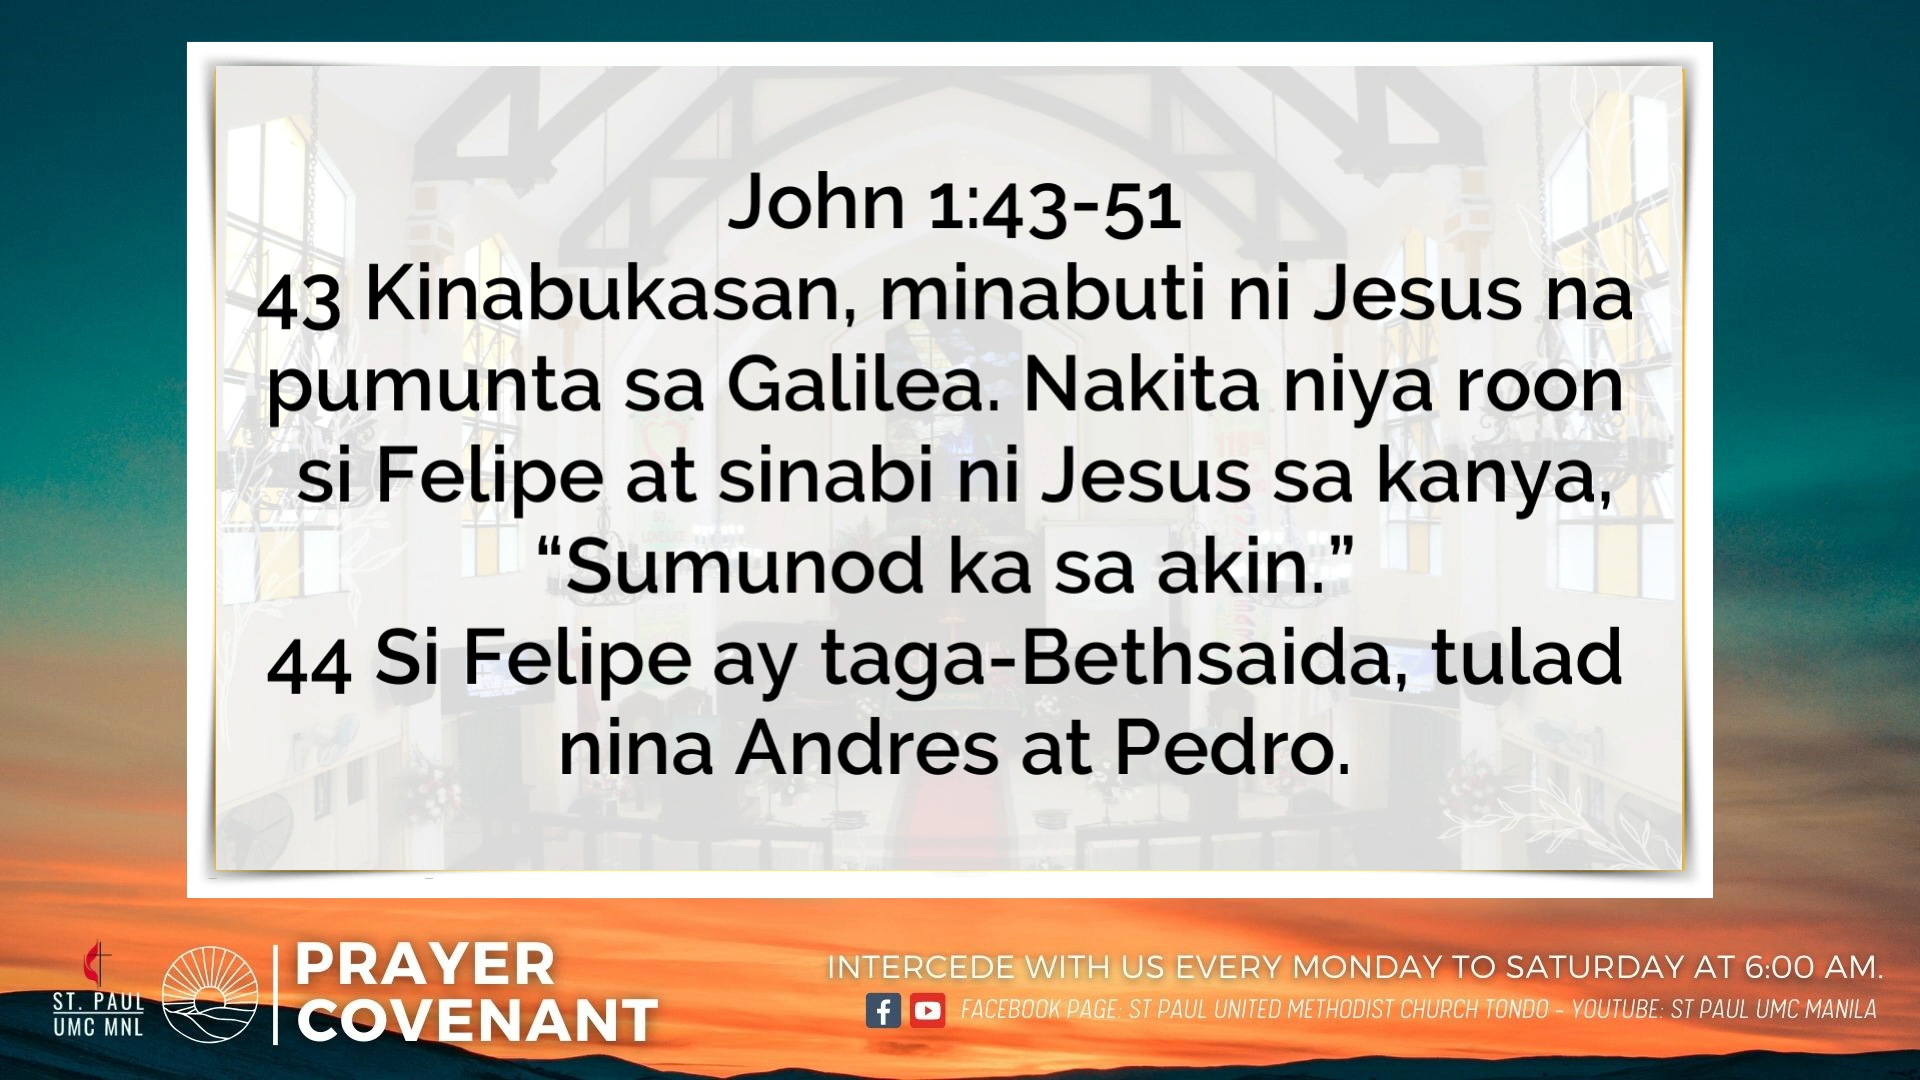 John 1:43-51
43 Kinabukasan, minabuti ni Jesus na
pumunta sa Galilea. Nakita niya roon
si Felipe at sinabi ni Jesus sa kanya,
“Sumunod ka sa akin.”
44 Si Felipe ay taga-Bethsaida, tulad
nina Andres at Pedro.
ST. PAUL
UMC MNL
PRAYER
COVENANT
INTERCEDE WITH US EVERY MONDAY TO SATURDAY AT 6:00 AM.
FACEBOOK PAGE: ST PAUL UNITED METHODIST CHURCH TONDO - YOUTUBE: ST PAUL UMC MANILA